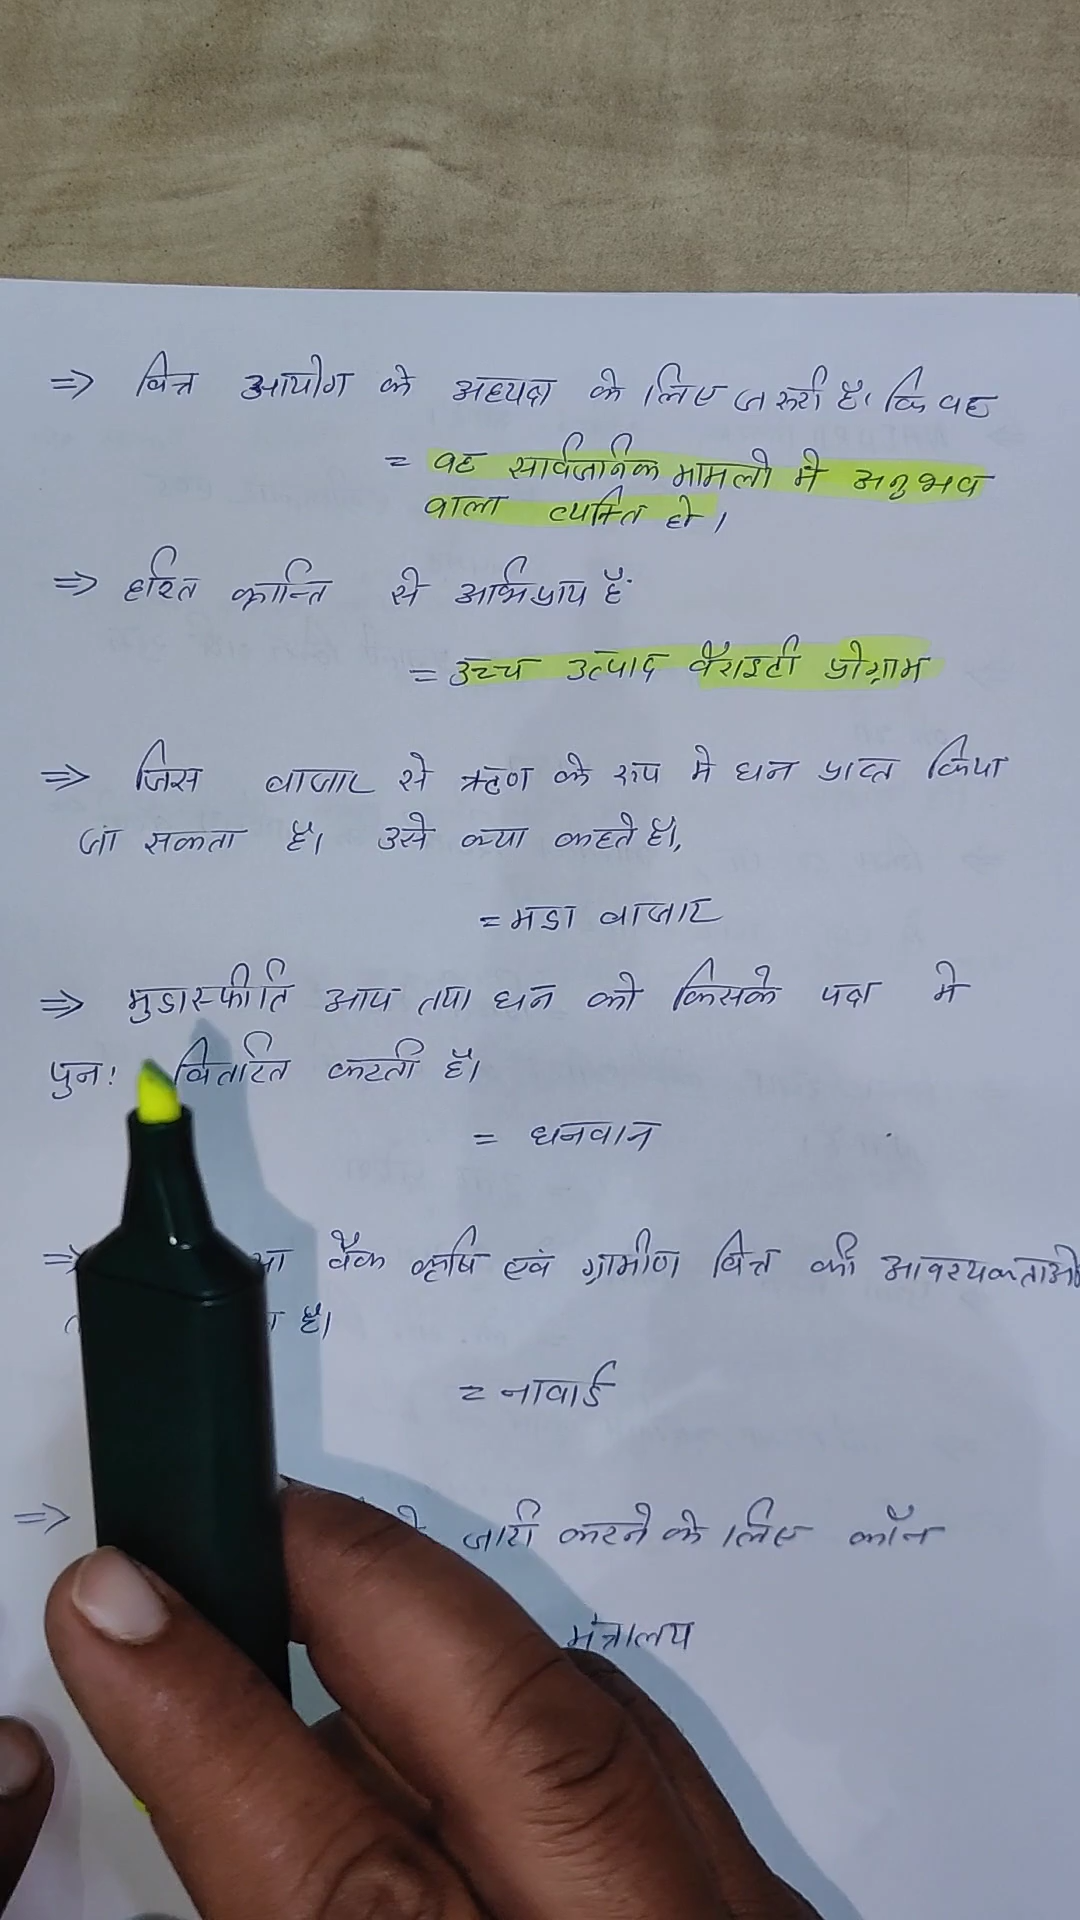 ⇒ वित्त आयोग के अध्यक्ष के लिए जरूरी है। कि वह
= वह सार्वजनिक मामलो मे अनुभव
वाला व्यक्ति हो।
⇒ हरित क्रान्ति से अभिप्राय है
= उच्च उत्पाद वैराइटी प्रोग्राम
⇒ जिस बाजार से ऋण के रूप मे धन प्राप्त किया
जा सकता है। उसे क्या कहते है।,
= मुद्रा बाजार
⇒ मुद्रास्फीति आय तथा धन को किसके पक्ष मे
पुनः वितरित करती है।
= धनवान
⇒ बैंक कृषि एवं ग्रामीण वित्त की आवश्यकताओ
है।
= नाबार्ड
⇒ जारी करने के लिए कौन
मंत्रालय